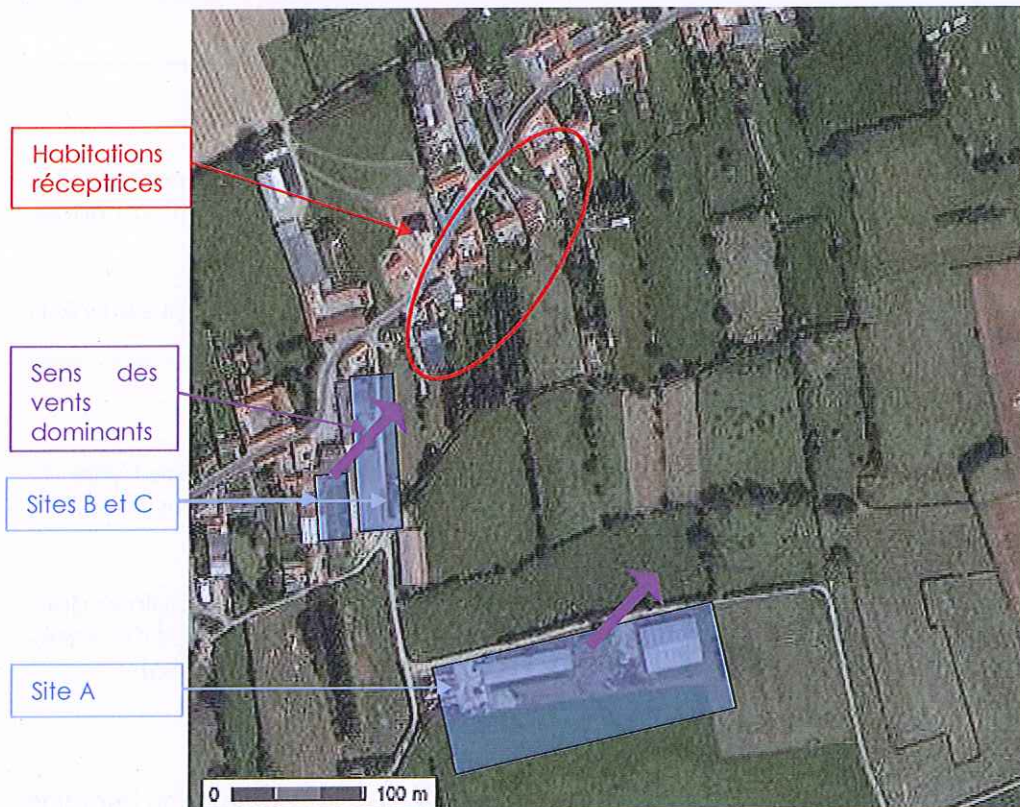 Habitations
réceptrices
Sens des
vents
dominants
Sites B et C
Site A
0 100 m